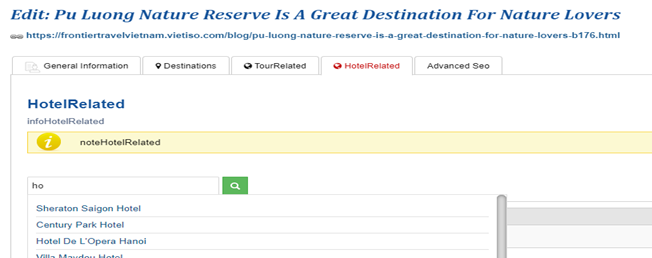 Edit: Pu Luong Nature Reserve Is A Great Destination For Nature Lovers
https://frontiertravelvietnam.vietiso.com/blog/pu-luong-nature-reserve-is-a-great-destination-for-nature-lovers-b176.html
General Information Destinations TourRelated HotelRelated Advanced Seo
HotelRelated
infoHotelRelated
noteHotelRelated
ho
Sheraton Saigon Hotel
Century Park Hotel
Hotel De L'Opera Hanoi
Villa Maydou Hotel